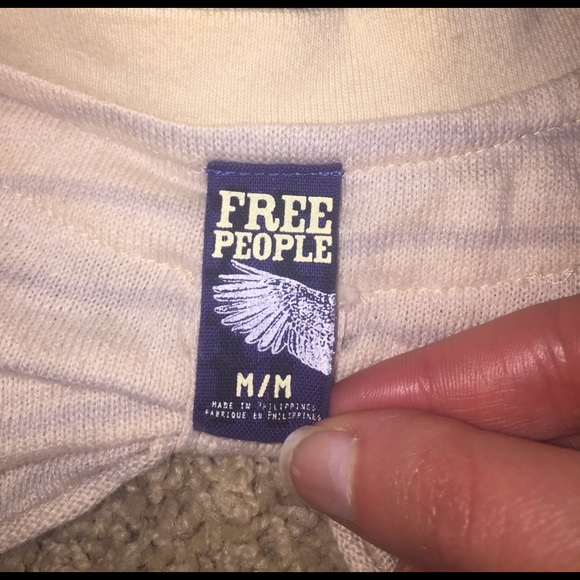 FREE
PEOPLE
M/M
MADE IN PHILIPPINES
FABRIQUE EN PHILIPPINES